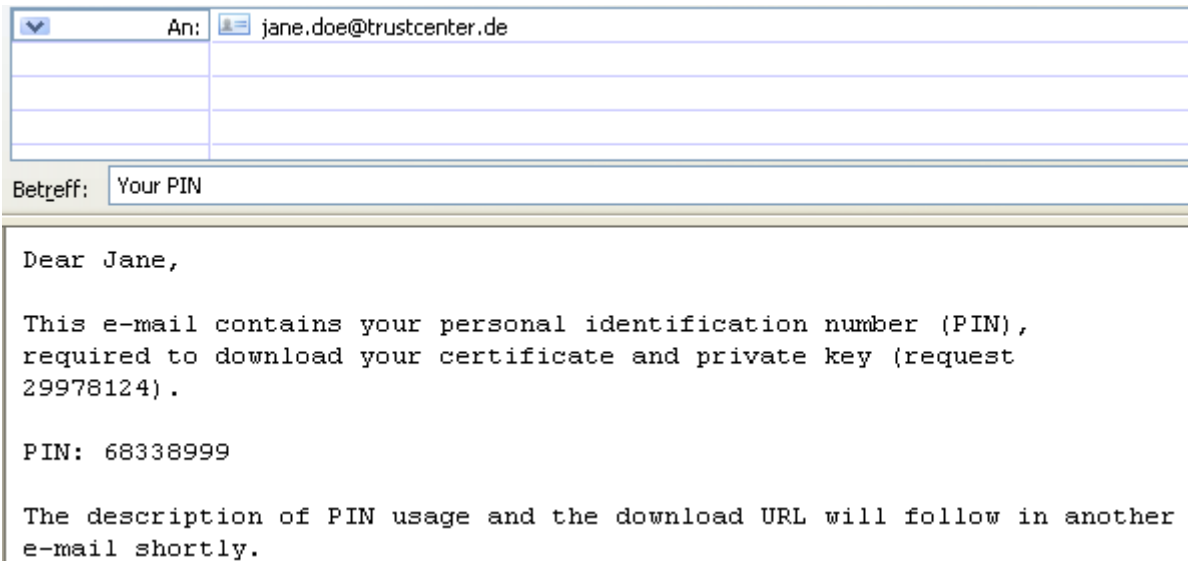 An: jane.doe@trustcenter.de
Betreff: Your PIN
Dear Jane,
This e-mail contains your personal identification number (PIN),
required to download your certificate and private key (request
29978124).
PIN: 68338999
The description of PIN usage and the download URL will follow in another
e-mail shortly.